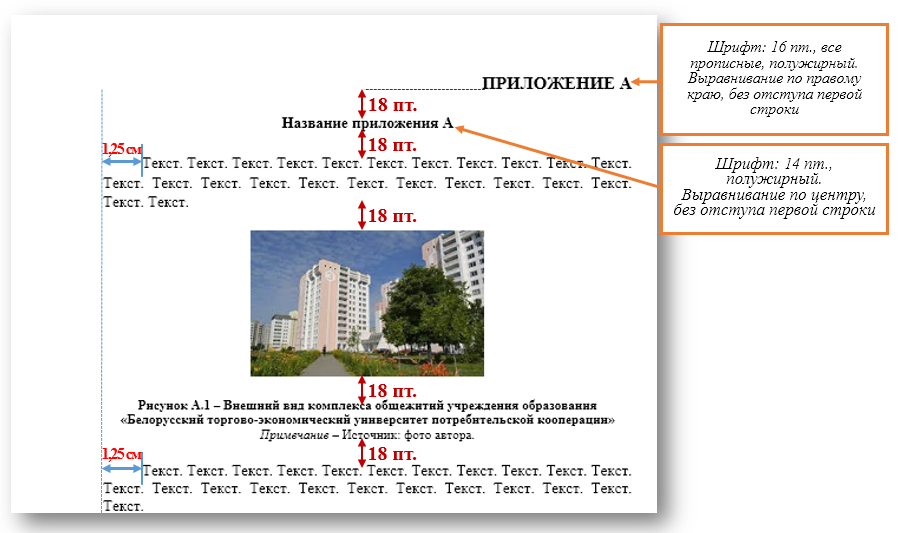 ПРИЛОЖЕНИЕ А
18 пт.
Название приложения А
18 пт.
1,25 см
Текст. Текст. Текст. Текст. Текст. Текст. Текст. Текст. Текст. Текст. Текст.
Текст. Текст. Текст. Текст. Текст. Текст. Текст. Текст. Текст. Текст. Текст.
Текст. Текст.
18 пт.
18 пт.
Рисунок А.1 – Внешний вид комплекса общежитий учреждения образования
«Белорусский торгово-экономический университет потребительской кооперации»
Примечание – Источник: фото автора.
18 пт.
1,25 см
Текст. Текст. Текст. Текст. Текст. Текст. Текст. Текст. Текст. Текст. Текст.
Текст. Текст. Текст. Текст. Текст. Текст. Текст. Текст. Текст. Текст. Текст.
Текст.
Шрифт: 16 пт., все
прописные, полужирный.
Выравнивание по правому
краю, без отступа первой
строки
Шрифт: 14 пт.,
полужирный.
Выравнивание по центру,
без отступа первой строки